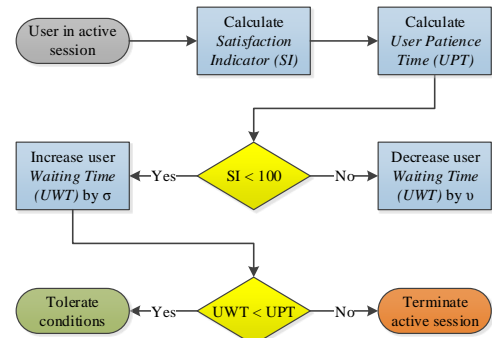 User in active
session
Calculate
Satisfaction
Indicator (SI)
Calculate
User Patience
Time (UPT)
Increase user
Waiting Time
(UWT) by σ
Yes
SI < 100
No
Decrease user
Waiting Time
(UWT) by υ
Tolerate
conditions
Yes
UWT < UPT
No
Terminate
active session